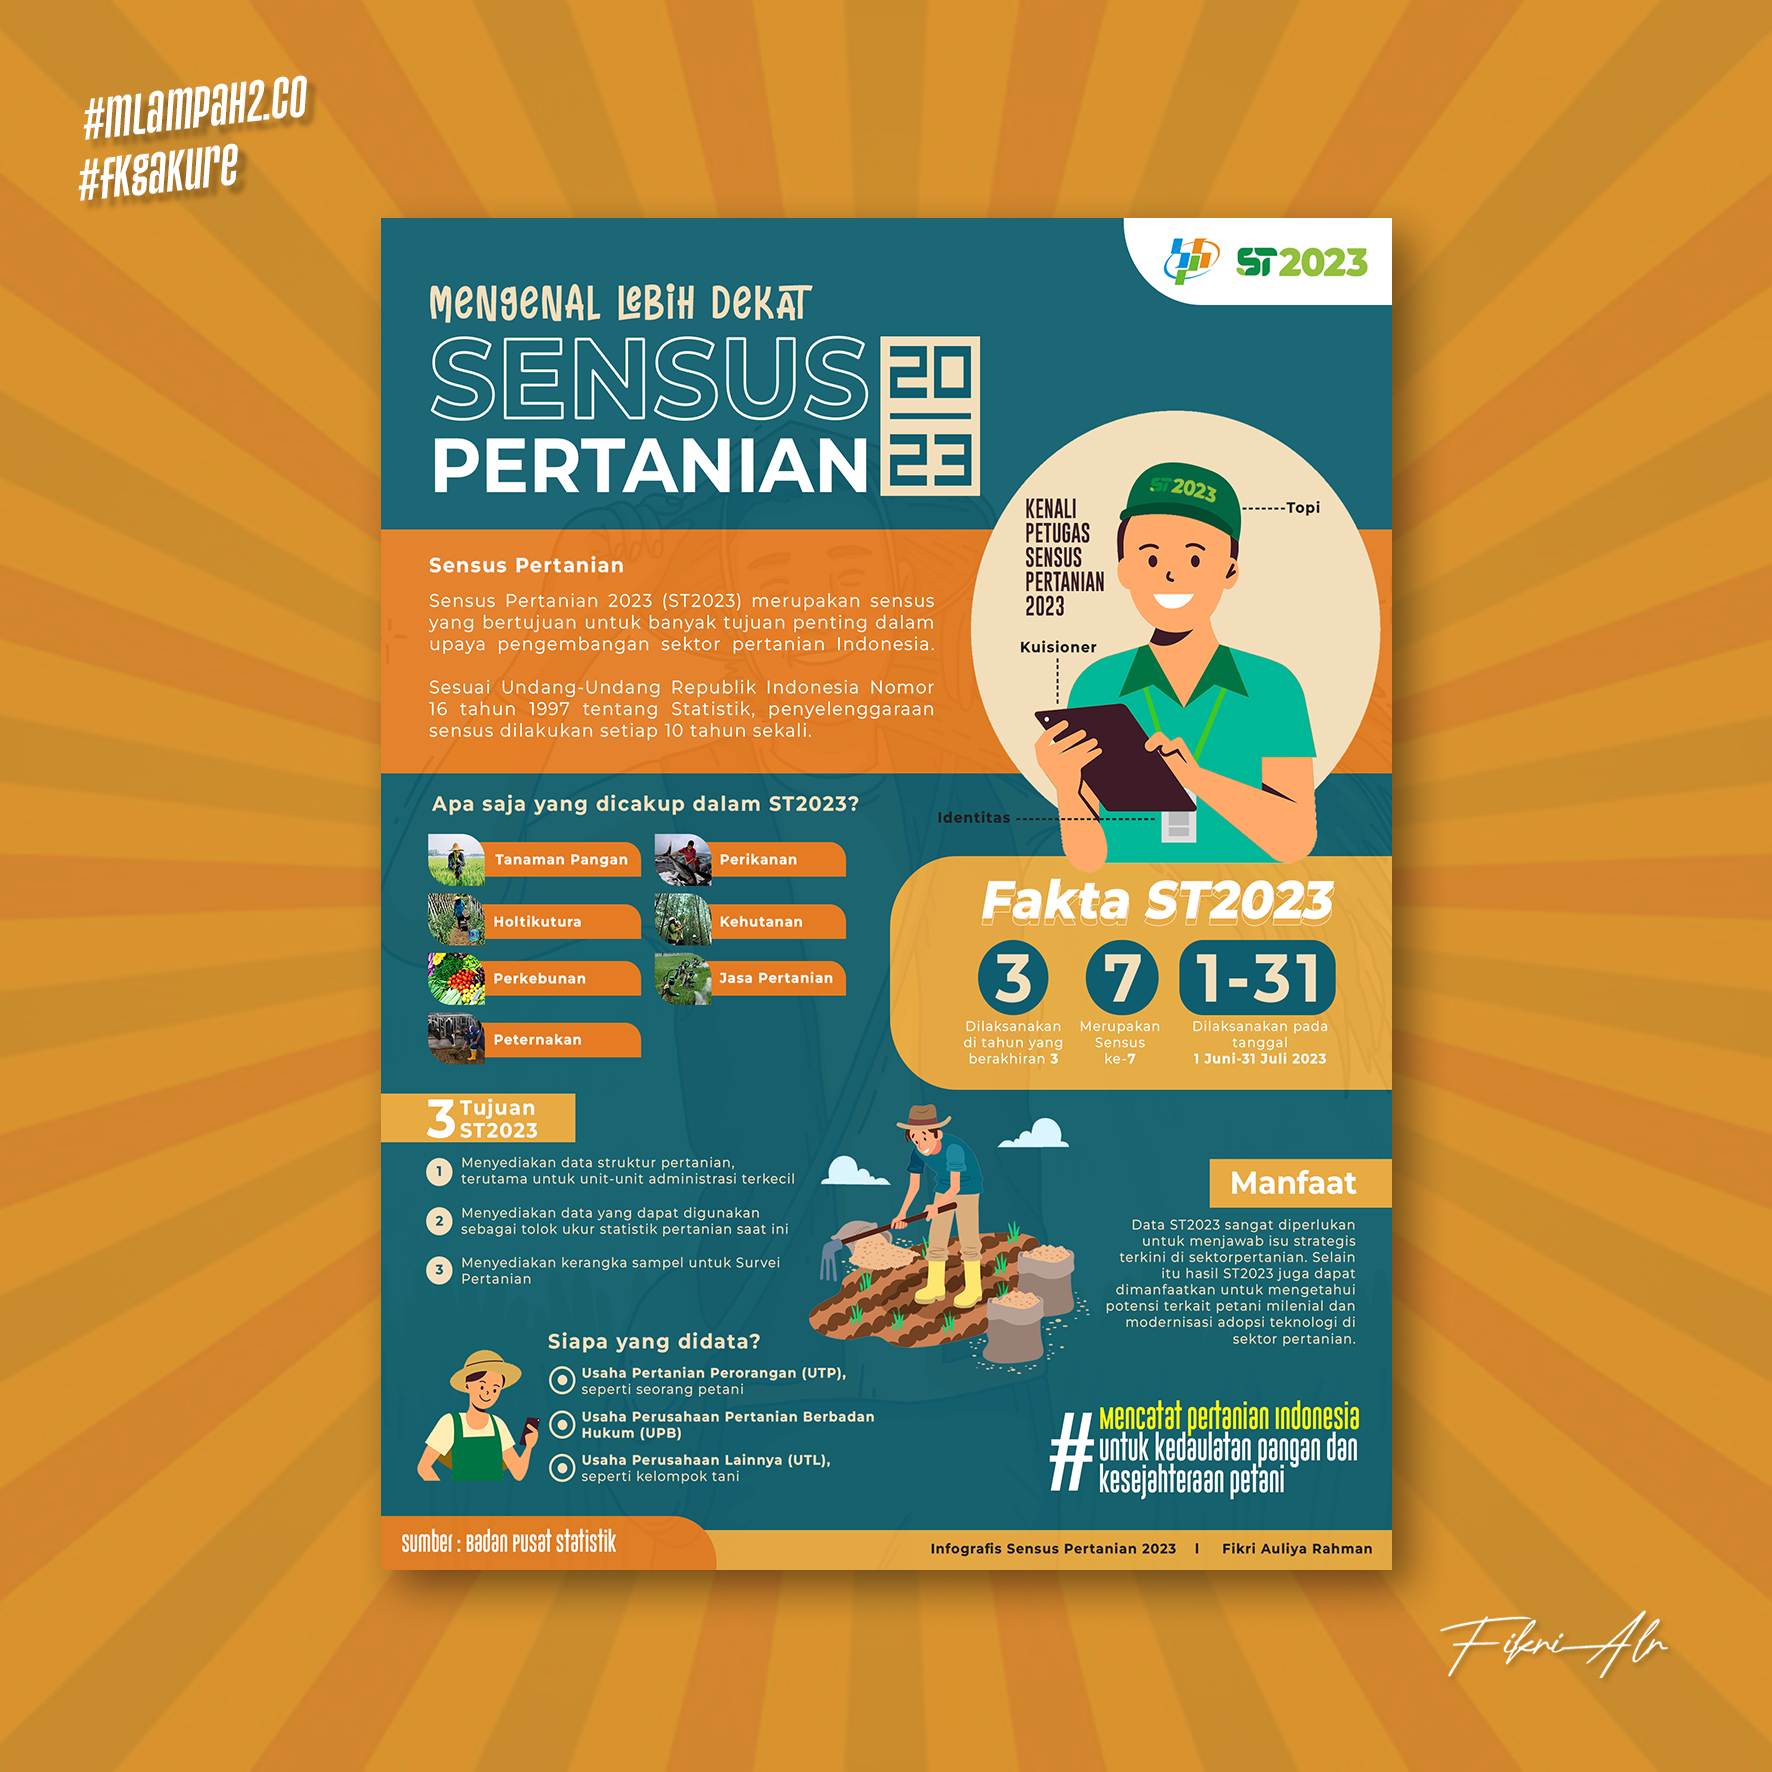 #mLampaH2.CO
#fKgaKure
ST2023
MENgENAL LeBiH DEKAT
SENSUS
PERTANIAN
20
23
KENALI
PETUGAS
SENSUS
PERTANIAN
2023
ST2023
Topi
Kuisioner
Identitas
Sensus Pertanian
Sensus Pertanian 2023 (ST2023) merupakan sensus
yang bertujuan untuk banyak tujuan penting dalam
upaya pengembangan sektor pertanian Indonesia.
Sesuai Undang-Undang Republik Indonesia Nomor
16 tahun 1997 tentang Statistik, penyelenggaraan
sensus dilakukan setiap 10 tahun sekali.
Apa saja yang dicakup dalam ST2023?
Tanaman Pangan
Holtikutura
Perkebunan
Peternakan
Perikanan
Kehutanan
Jasa Pertanian
Fakta ST2023
3
Dilaksanakan
di tahun yang
berakhiran 3
7
Merupakan
Sensus
ke-7
1-31
Dilaksanakan pada
tanggal
1 Juni-31 Juli 2023
3 Tujuan
ST2023
1 Menyediakan data struktur pertanian,
terutama untuk unit-unit administrasi terkecil
2 Menyediakan data yang dapat digunakan
sebagai tolok ukur statistik pertanian saat ini
3 Menyediakan kerangka sampel untuk Survei
Pertanian
Manfaat
Data ST2023 sangat diperlukan
untuk menjawab isu strategis
terkini di sektorpertanian. Selain
itu hasil ST2023 juga dapat
dimanfaatkan untuk mengetahui
potensi terkait petani milenial dan
modernisasi adopsi teknologi di
sektor pertanian.
Siapa yang didata?
Usaha Pertanian Perorangan (UTP),
seperti seorang petani
Usaha Perusahaan Pertanian Berbadan
Hukum (UPB)
Usaha Perusahaan Lainnya (UTL),
seperti kelompok tani
# Mencatat pertanian Indonesia
untuk kedaulatan pangan dan
kesejahteraan petani
Sumber : Badan Pusat Statistik
Infografis Sensus Pertanian 2023 | Fikri Auliya Rahman
Fikri Alr